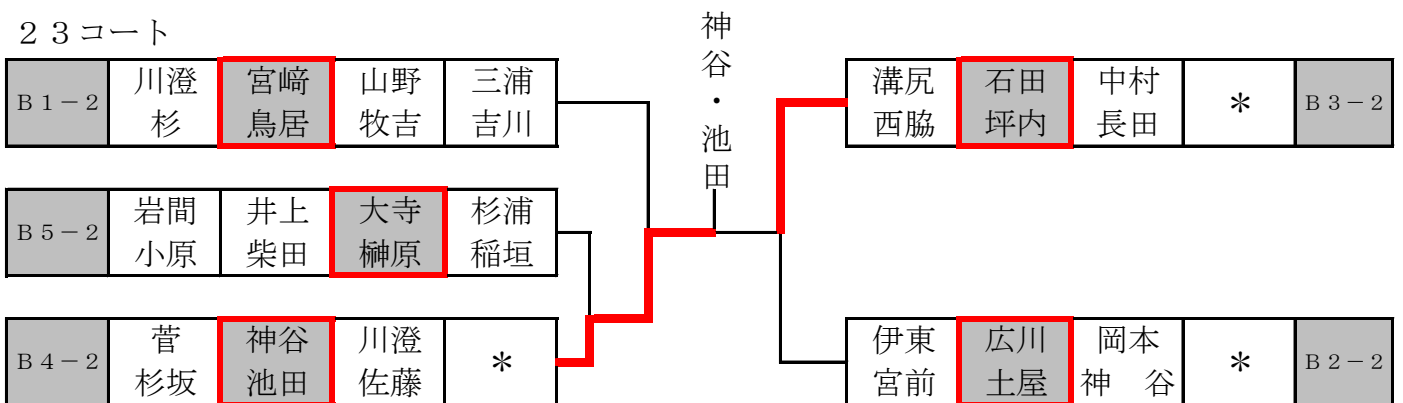 ２３コート
神谷・池田
Ｂ１－２ 川澄 宮﨑 山野 三浦
杉 鳥居 牧吉 吉川
溝尻 石田 中村 ＊ Ｂ３－２
西脇 坪内 長田
Ｂ５－２ 岩間 井上 大寺 杉浦
小原 柴田 榊原 稲垣
Ｂ４－２ 菅 神谷 川澄 ＊
杉坂 池田 佐藤
伊東 広川 岡本 ＊ Ｂ２－２
宮前 土屋 神　谷